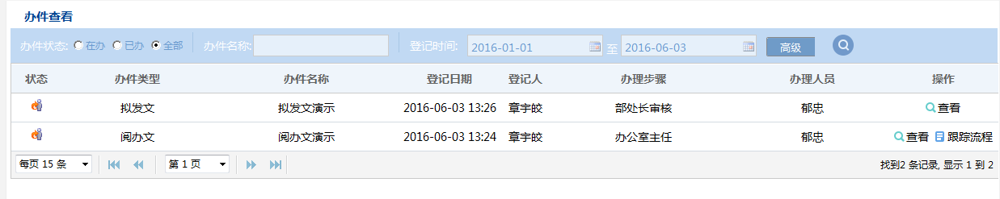 办件查看
办件状态: 在办 已办 全部 办件名称: 登记时间: 2016-01-01 至 2016-06-03 高级
状态 办件类型 办件名称 登记日期 登记人 办理步骤 办理人员 操作
拟发文 拟发文演示 2016-06-03 13:26 章宇皎 部处长审核 郁忠 查看
阅办文 阅办文演示 2016-06-03 13:24 章宇皎 办公室主任 郁忠 查看 跟踪流程
每页 15 条 第 1 页 找到2 条记录, 显示 1 到 2